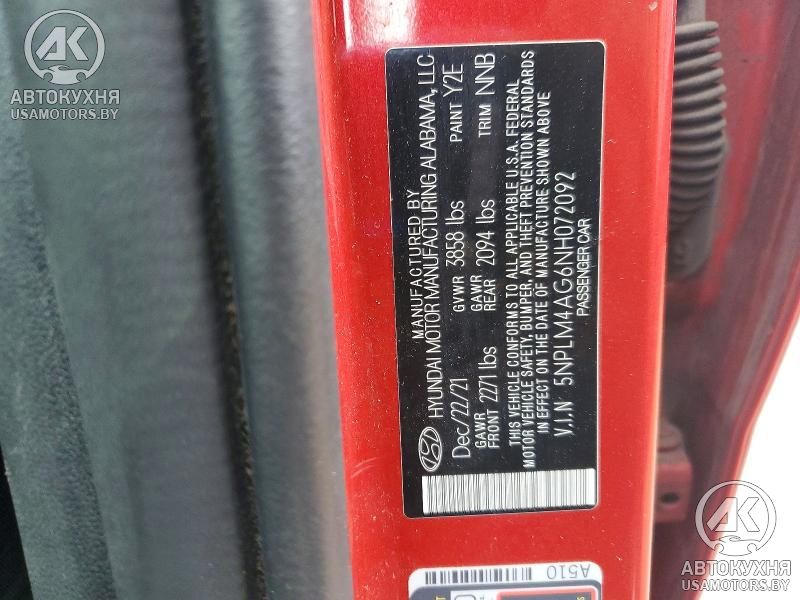 АК
АВТОКУХНЯ
USAMOTORS.BY
MANUFACTURED BY
HYUNDAI MOTOR MANUFACTURING ALABAMA, LLC
Dec/22/21 GVWR 3858 lbs PAINT Y2E
GAWR FRONT 2271 lbs GAWR REAR 2094 lbs TRIM NNB
THIS VEHICLE CONFORMS TO ALL APPLICABLE U.S.A. FEDERAL
MOTOR VEHICLE SAFETY, BUMPER, AND THEFT PREVENTION STANDARDS
IN EFFECT ON THE DATE OF MANUFACTURE SHOWN ABOVE
V.I.N 5NPLM4AG6NH072092
PASSENGER CAR
A510
АК
АВТОКУХНЯ
USAMOTORS.BY